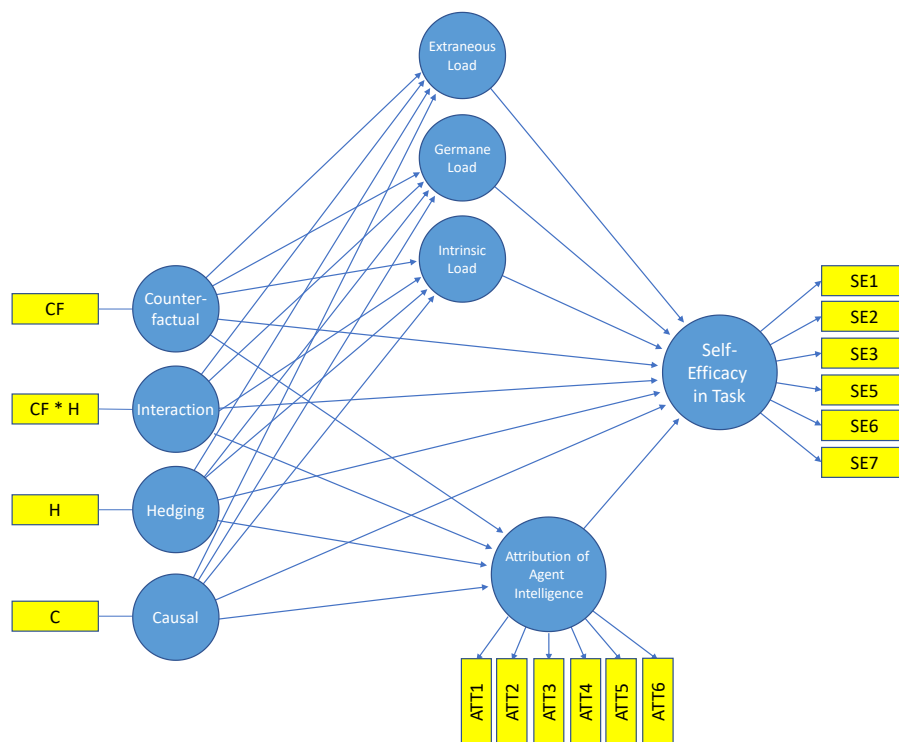 Extraneous
Load
Germane
Load
Intrinsic
Load
CF
Counter-
factual
CF * H
Interaction
H
Hedging
C
Causal
Self-
Efficacy
in Task
SE1
SE2
SE3
SE5
SE6
SE7
Attribution of
Agent
Intelligence
ATT1
ATT2
ATT3
ATT4
ATT5
ATT6